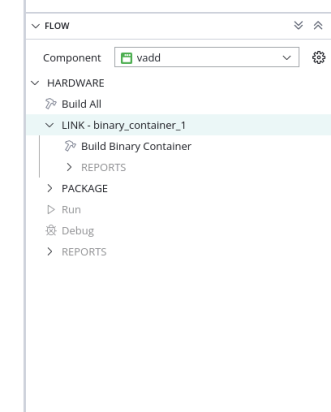 FLOW
Component vadd
HARDWARE
Build All
LINK - binary_container_1
Build Binary Container
REPORTS
PACKAGE
Run
Debug
REPORTS